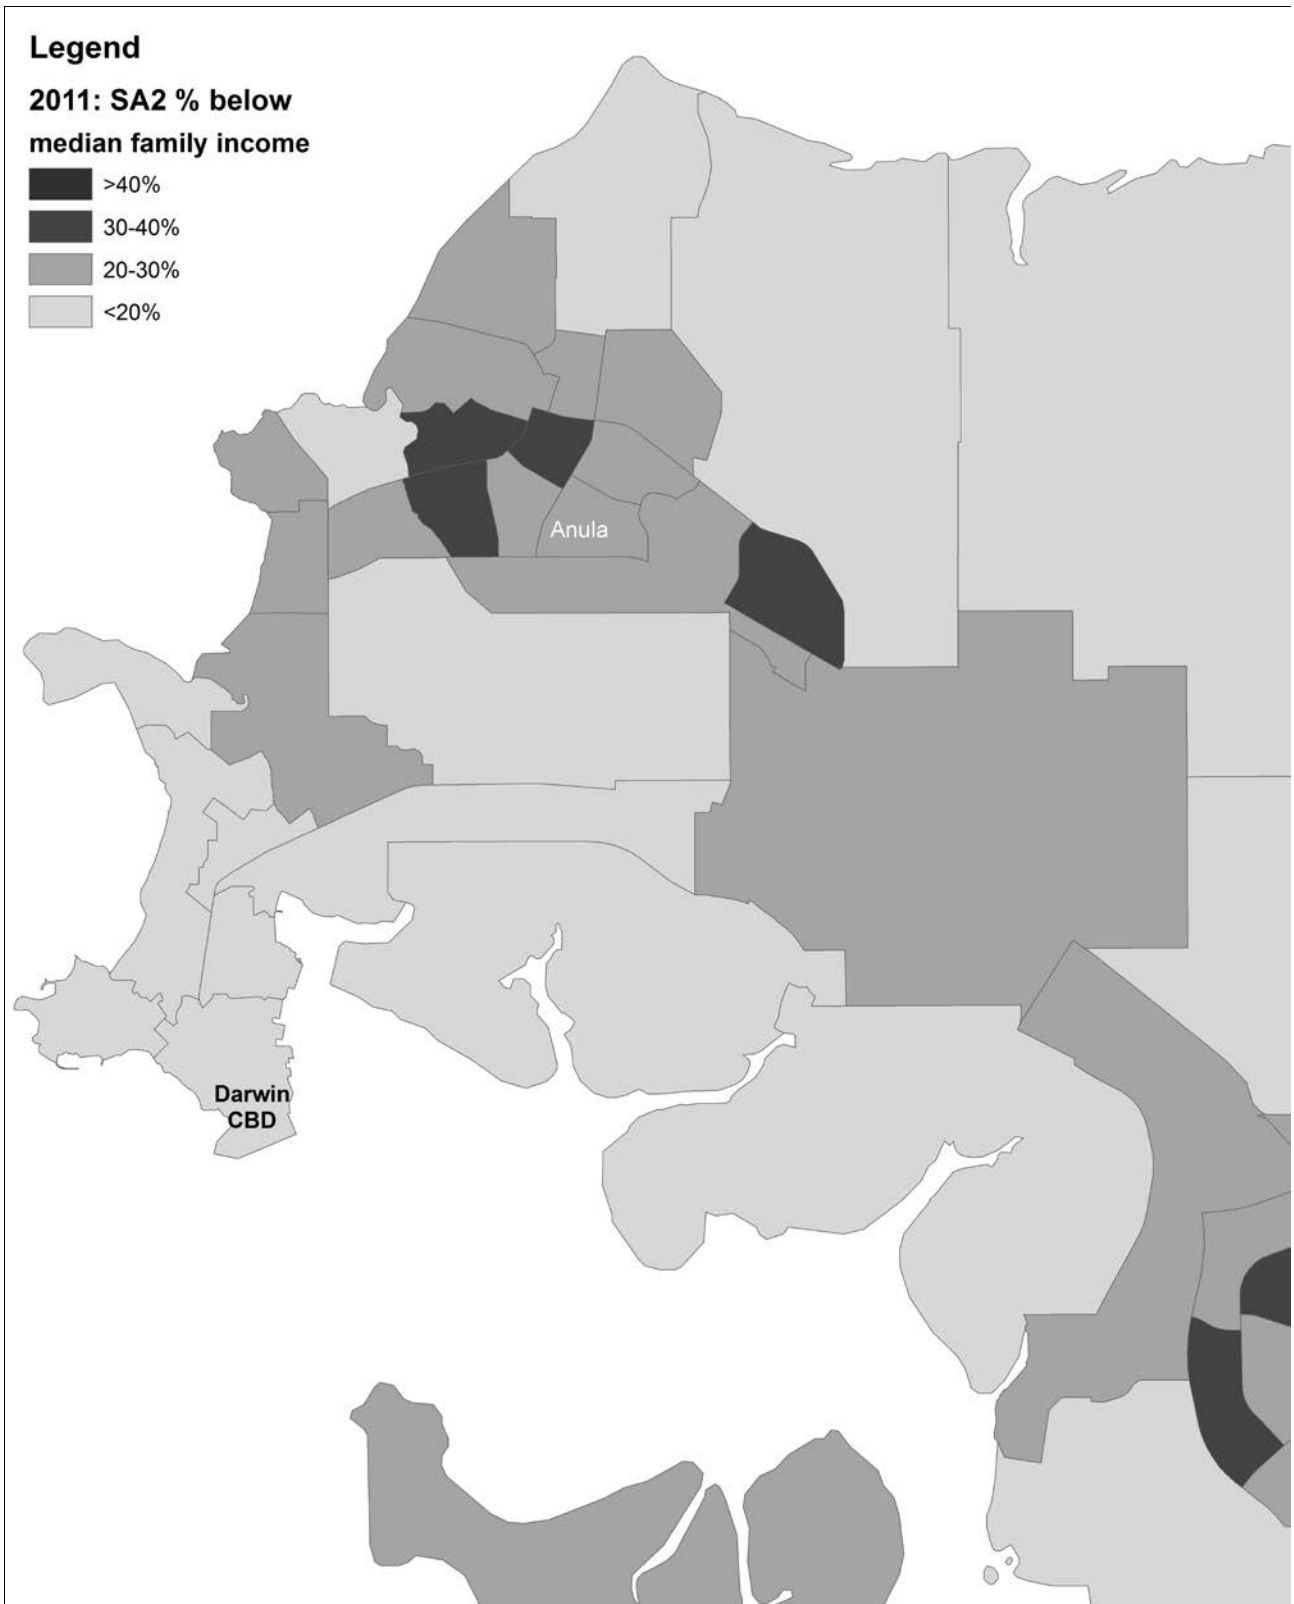 Legend
2011: SA2 % below
median family income
>40%
30-40%
20-30%
<20%
Anula
Darwin
CBD